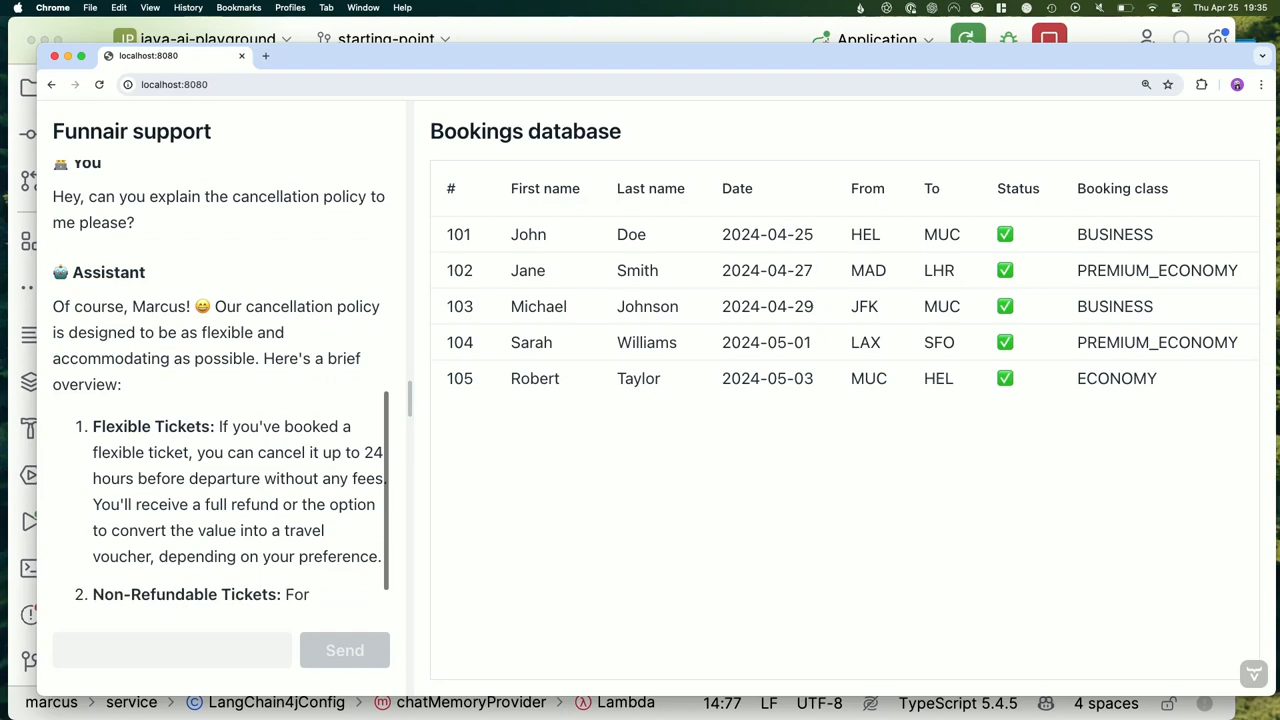 Chrome File Edit View History Bookmarks Profiles Tab Window Help Thu Apr 25 19:35
JP java-ai-playground starting-point Application
localhost:8080
localhost:8080
Funnair support
You
Hey, can you explain the cancellation policy to
me please?
Assistant
Of course, Marcus! 😄 Our cancellation policy
is designed to be as flexible and
accommodating as possible. Here's a brief
overview:
1. Flexible Tickets: If you've booked a
flexible ticket, you can cancel it up to 24
hours before departure without any fees.
You'll receive a full refund or the option
to convert the value into a travel
voucher, depending on your preference.
2. Non-Refundable Tickets: For
Send
Bookings database
# First name Last name Date From To Status Booking class
101 John Doe 2024-04-25 HEL MUC ✅ BUSINESS
102 Jane Smith 2024-04-27 MAD LHR ✅ PREMIUM_ECONOMY
103 Michael Johnson 2024-04-29 JFK MUC ✅ BUSINESS
104 Sarah Williams 2024-05-01 LAX SFO ✅ PREMIUM_ECONOMY
105 Robert Taylor 2024-05-03 MUC HEL ✅ ECONOMY
marcus > service > LangChain4jConfig > chatMemoryProvider > Lambda 14:77 LF UTF-8 TypeScript 5.4.5 4 spaces